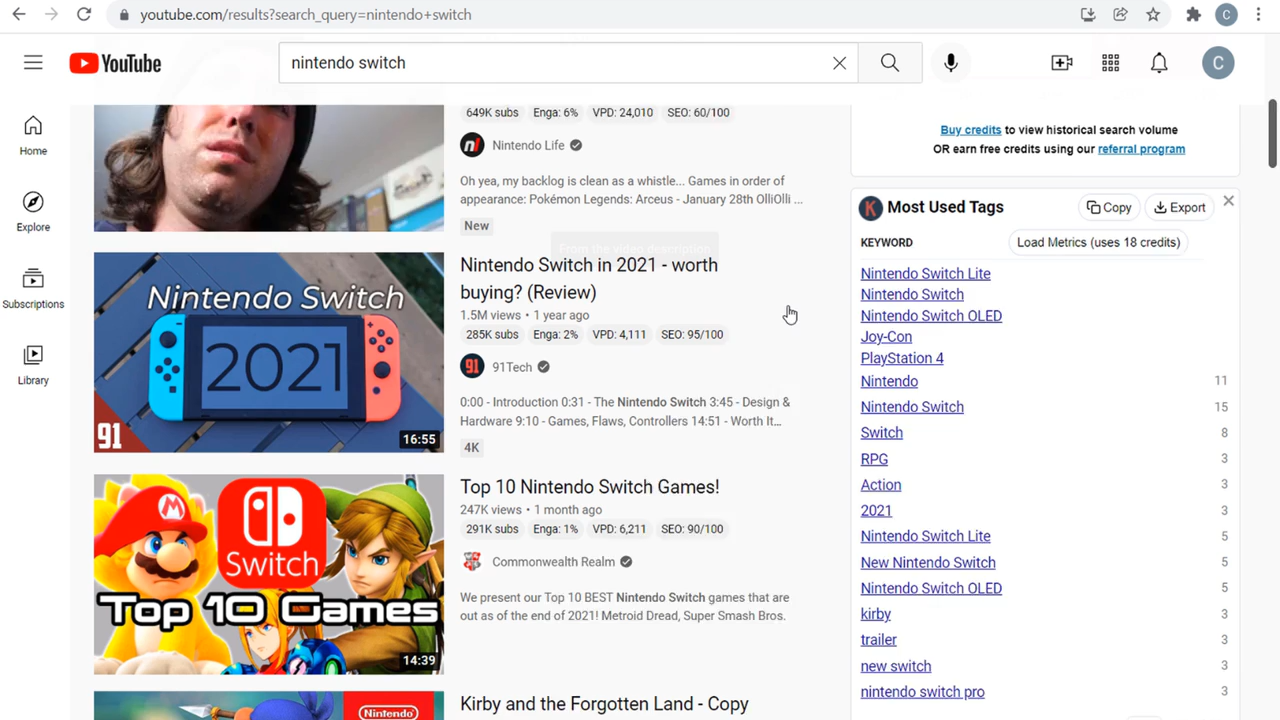 youtube.com/results?search_query=nintendo+switch
C
YouTube
nintendo switch
C
Home
Explore
Subscriptions
Library
649K subs Enga: 6% VPD: 24,010 SEO: 60/100
Nintendo Life
Oh yea, my backlog is clean as a whistle... Games in order of
appearance: Pokémon Legends: Arceus - January 28th OlliOlli ...
New
From the video description
Nintendo Switch
2021
91
16:55
Nintendo Switch in 2021 - worth
buying? (Review)
1.5M views • 1 year ago
285K subs Enga: 2% VPD: 4,111 SEO: 95/100
91 91Tech
0:00 - Introduction 0:31 - The Nintendo Switch 3:45 - Design &
Hardware 9:10 - Games, Flaws, Controllers 14:51 - Worth It...
4K
M
Switch
Top 10 Games
14:39
Top 10 Nintendo Switch Games!
247K views • 1 month ago
291K subs Enga: 1% VPD: 6,211 SEO: 90/100
Commonwealth Realm
We present our Top 10 BEST Nintendo Switch games that are
out as of the end of 2021! Metroid Dread, Super Smash Bros.
Nintendo
Kirby and the Forgotten Land - Copy
Buy credits to view historical search volume
OR earn free credits using our referral program
K Most Used Tags Copy Export
KEYWORD Load Metrics (uses 18 credits)
Nintendo Switch Lite
Nintendo Switch
Nintendo Switch OLED
Joy-Con
PlayStation 4
Nintendo 11
Nintendo Switch 15
Switch 8
RPG 3
Action 3
2021 3
Nintendo Switch Lite 5
New Nintendo Switch 5
Nintendo Switch OLED 5
kirby 3
trailer 3
new switch 3
nintendo switch pro 3